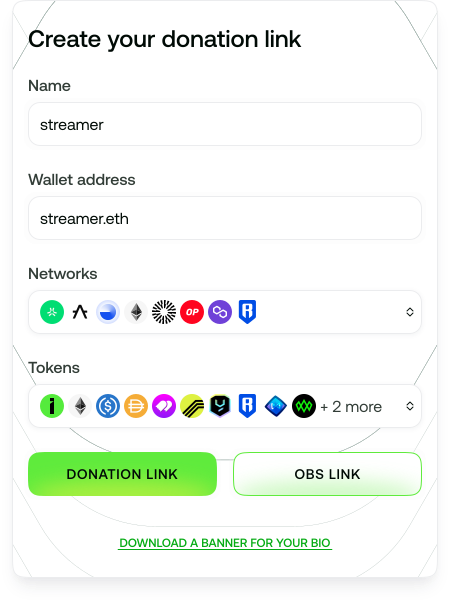 Create your donation link
Name
streamer
Wallet address
streamer.eth
Networks
OP
Tokens
+ 2 more
DONATION LINK
OBS LINK
DOWNLOAD A BANNER FOR YOUR BIO